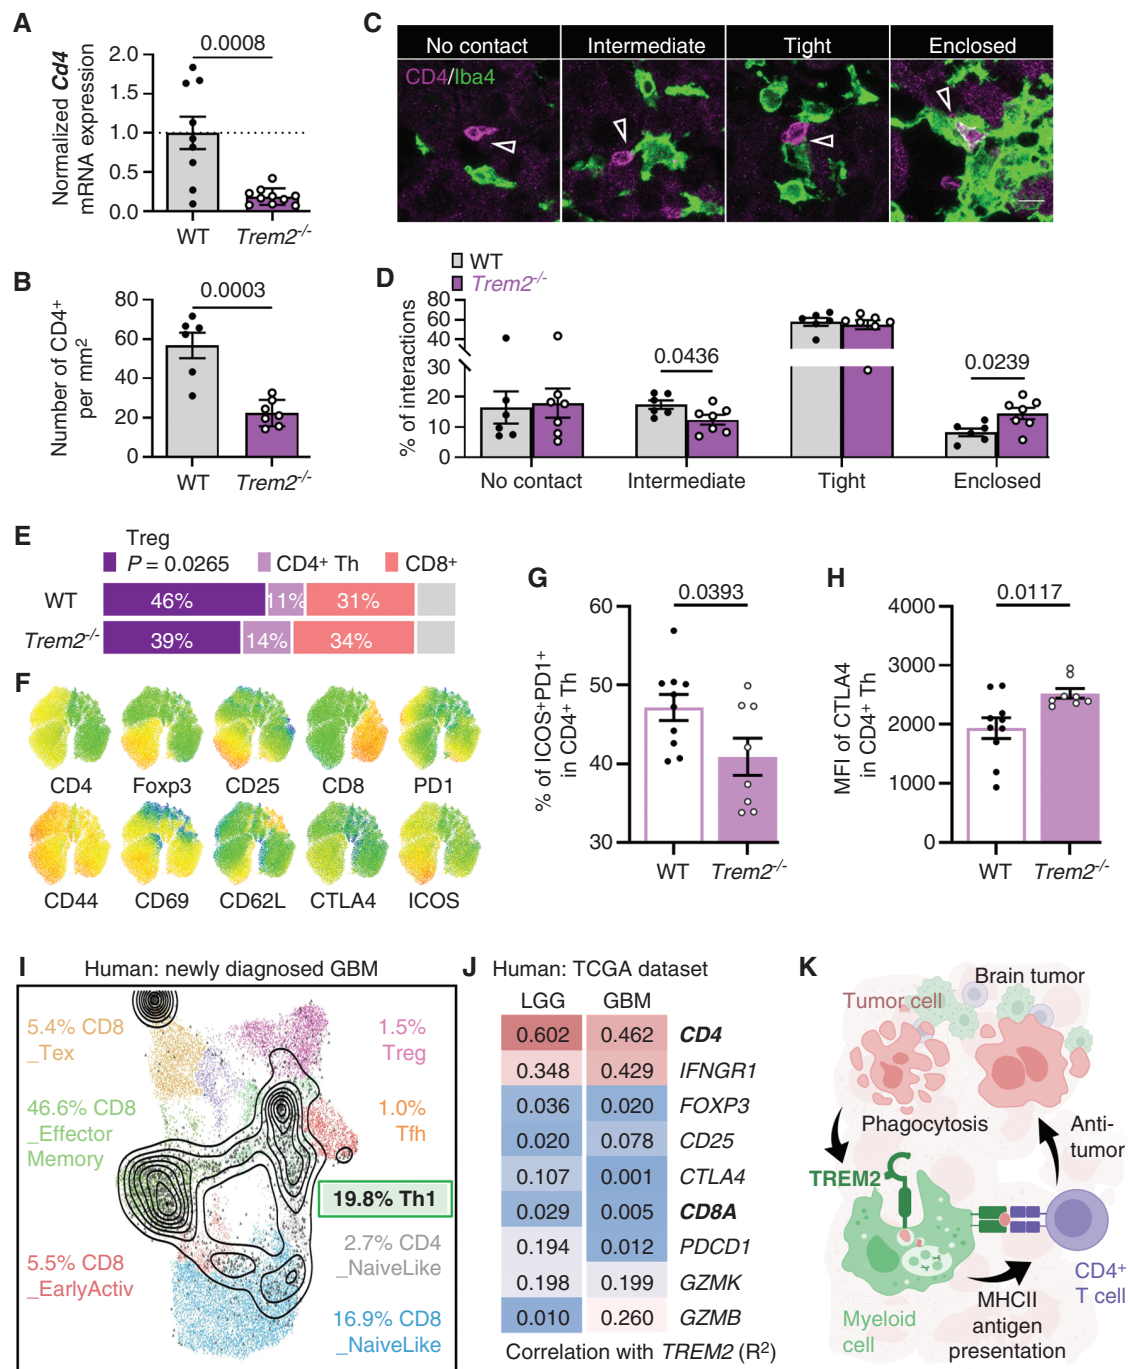 A
Normalized Cd4
mRNA expression
2.0
1.5
1.0
0.5
0.0
0.0008
WT
Trem2-/-
B
Number of CD4+
per mm2
80
60
40
20
0
0.0003
WT
Trem2-/-
C
No contact
Intermediate
Tight
Enclosed
CD4/Iba4
D
WT
Trem2-/-
% of interactions
80
60
40
30
20
10
0
0.0436
0.0239
No contact
Intermediate
Tight
Enclosed
E
Treg
P = 0.0265
CD4+ Th
CD8+
WT
46%
11%
31%
Trem2-/-
39%
14%
34%
F
CD4
Foxp3
CD25
CD8
PD1
CD44
CD69
CD62L
CTLA4
ICOS
G
% of ICOS+PD1+
in CD4+ Th
60
50
40
30
0.0393
WT
Trem2-/-
H
MFI of CTLA4
in CD4+ Th
4000
3000
2000
1000
0
0.0117
WT
Trem2-/-
I
Human: newly diagnosed GBM
5.4% CD8
_Tex
1.5%
Treg
46.6% CD8
_Effector
Memory
1.0%
Tfh
19.8% Th1
2.7% CD4
_NaiveLike
5.5% CD8
_EarlyActiv
16.9% CD8
_NaiveLike
J
Human: TCGA dataset
LGG GBM
0.602 0.462 CD4
0.348 0.429 IFNGR1
0.036 0.020 FOXP3
0.020 0.078 CD25
0.107 0.001 CTLA4
0.029 0.005 CD8A
0.194 0.012 PDCD1
0.198 0.199 GZMK
0.010 0.260 GZMB
Correlation with TREM2 (R2)
K
Brain tumor
Tumor cell
Phagocytosis
Anti-
tumor
TREM2
CD4+
T cell
MHCII
antigen
presentation
Myeloid
cell